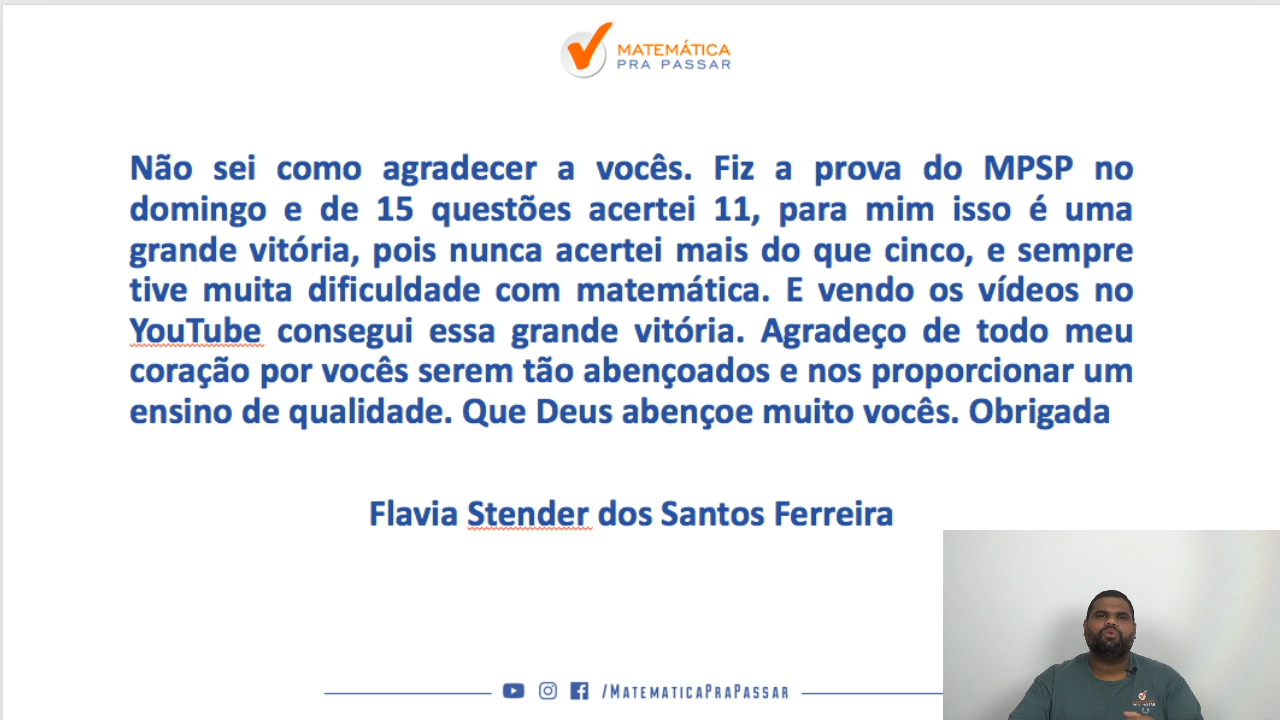 MATEMÁTICA
PRA PASSAR
Não sei como agradecer a vocês. Fiz a prova do MPSP no
domingo e de 15 questões acertei 11, para mim isso é uma
grande vitória, pois nunca acertei mais do que cinco, e sempre
tive muita dificuldade com matemática. E vendo os vídeos no
YouTube consegui essa grande vitória. Agradeço de todo meu
coração por vocês serem tão abençoados e nos proporcionar um
ensino de qualidade. Que Deus abençoe muito vocês. Obrigada
Flavia Stender dos Santos Ferreira
/MATEMATICAPRAPASSAR